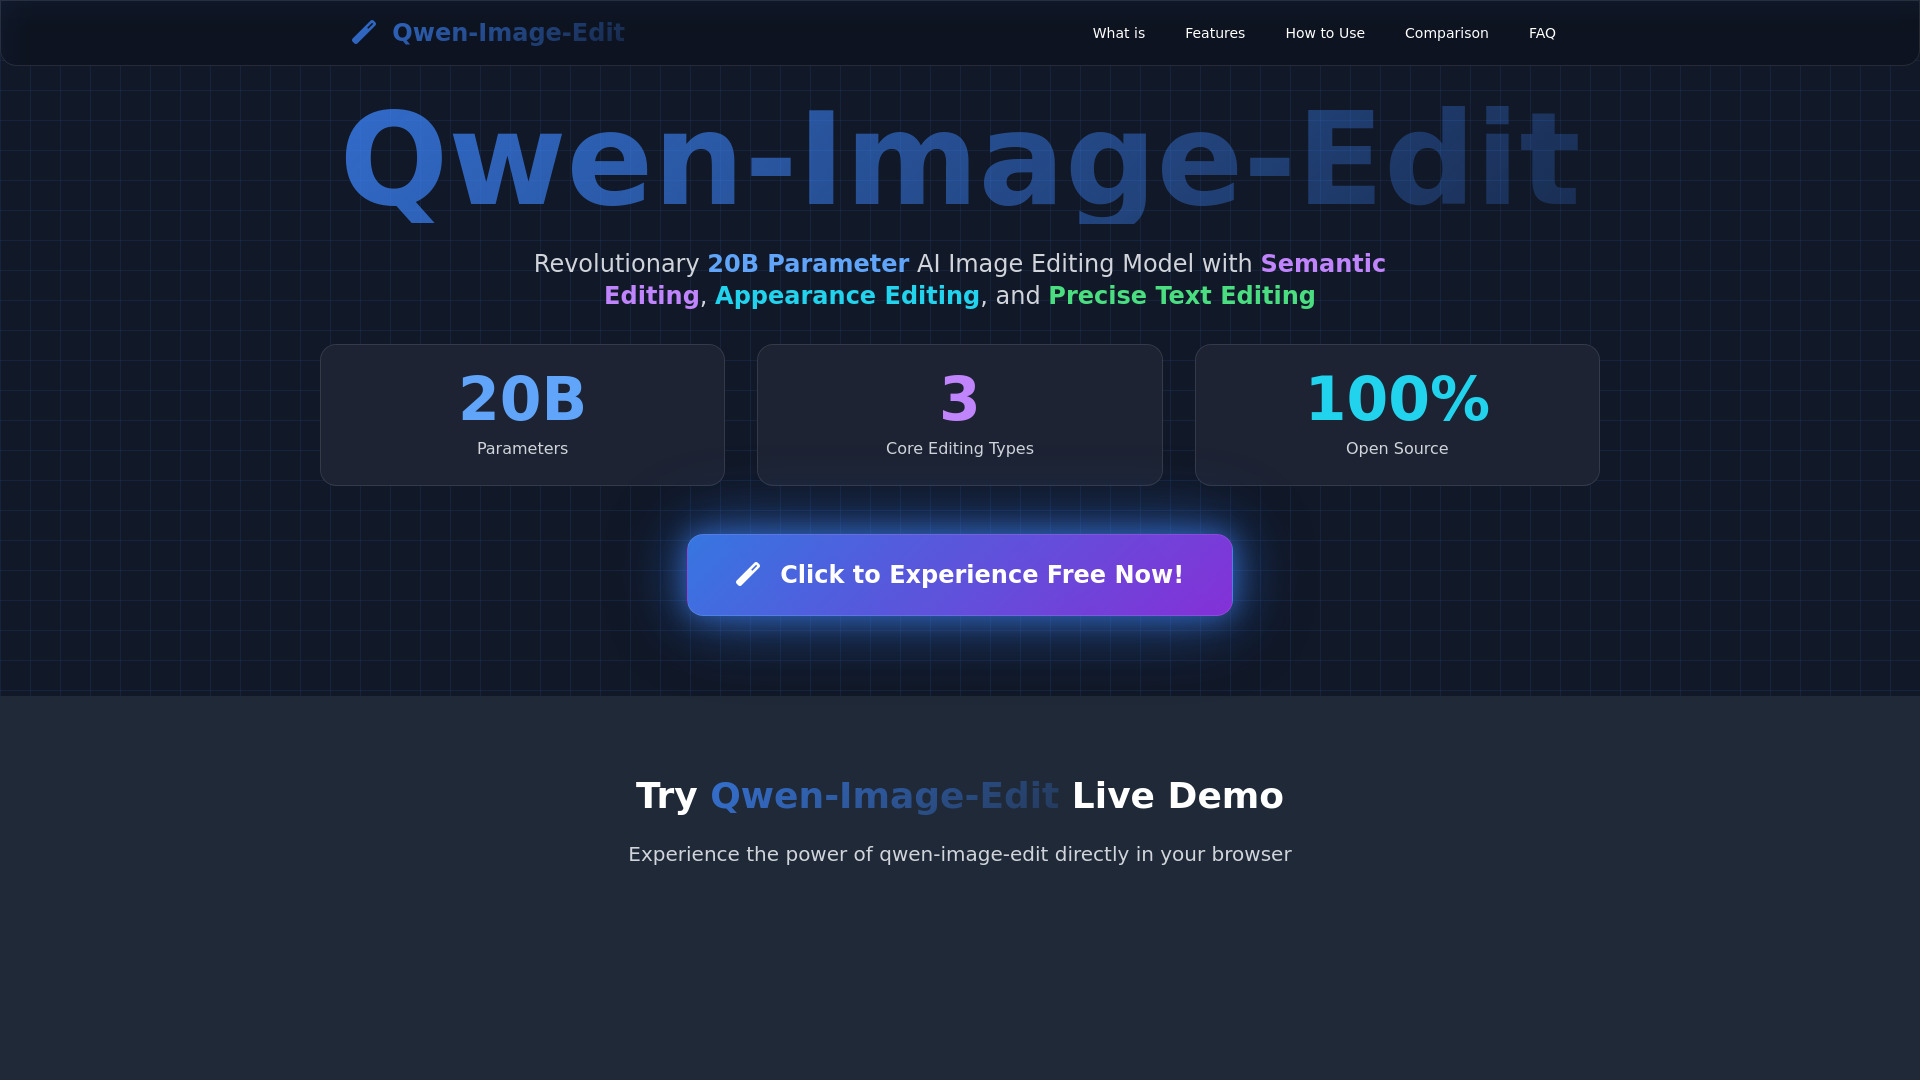 Qwen-Image-Edit
What is
Features
How to Use
Comparison
FAQ
Qwen-Image-Edit
Revolutionary 20B Parameter AI Image Editing Model with Semantic
Editing, Appearance Editing, and Precise Text Editing
20B
Parameters
3
Core Editing Types
100%
Open Source
Click to Experience Free Now!
Try Qwen-Image-Edit Live Demo
Experience the power of qwen-image-edit directly in your browser